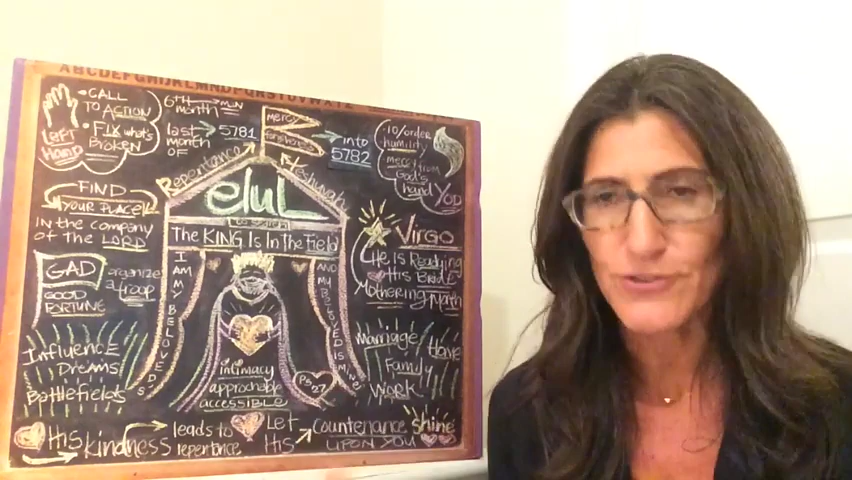 ABCDEFGHIJKLMNOPQRSTUVWXYZ
• CALL
TO ACTION
• FIX what's
BROKEN
LEFT
HAND
6th
month
last
month
OF
5781
mercy
forgiveness
into
5782
10/order
humility
mercy from
God's
hand
YOD
Repentance
Teshuvah
elul
to search
The KING Is In the Field
FIND
YOUR PLACE
IN the company
of The LORD
GAD
organize
a troop
GOOD
FORTUNE
I AM MY BELOVED'S
AND MY BELOVED IS MINE
Virgo
He is Readying
His Bride
Mothering Month
Influence
Dreams
Battlefields
intimacy
approachable
accessible
PS 27
Marriage
Home
Family
Work
His kindness
leads to
repentance
Let
His
countenance
shine
UPON YOU